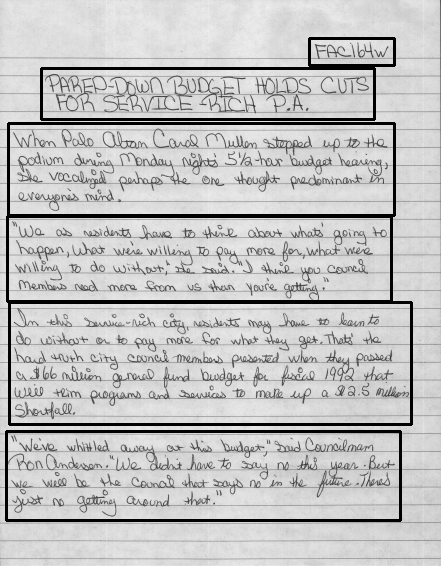 FAC164w
PARED-DOWN BUDGET HOLDS CUTS
FOR SERVICE-RICH P.A.
When Palo Altan Carol Mullen stepped up to the
podium during Monday night's 5 1/2-hour budget hearing,
she vocalized perhaps the one thought predominant in
everyone's mind.
"We as residents have to think about what's going to
happen, what we're willing to pay more for, what we're
willing to do without," she said. "I think you council
members need more from us than you're getting."
In this service-rich city, residents may have to learn to
do without or to pay more for what they get. That's the
hard truth city council members presented when they passed
a $66 million general fund budget for fiscal 1992 that
will trim programs and services to make up a $2.5 million
shortfall.
"We've whittled away at this budget," said Councilman
Ron Anderson. "We didn't have to say no this year. But
we will be the council that says no in the future. There's
just no getting around that."